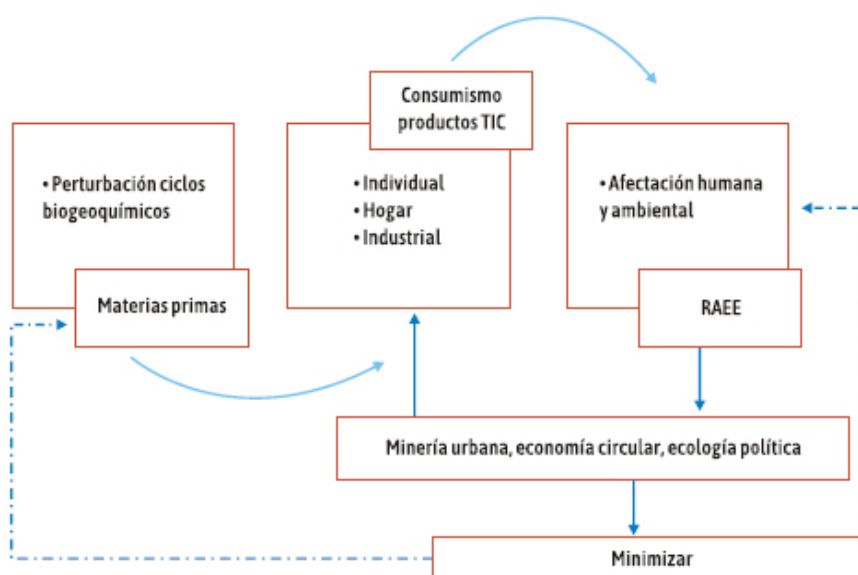 Consumismo
productos TIC
• Perturbación ciclos
biogeoquímicos
Materias primas
• Individual
• Hogar
• Industrial
• Afectación humana
y ambiental
RAEE
Minería urbana, economía circular, ecología política
Minimizar